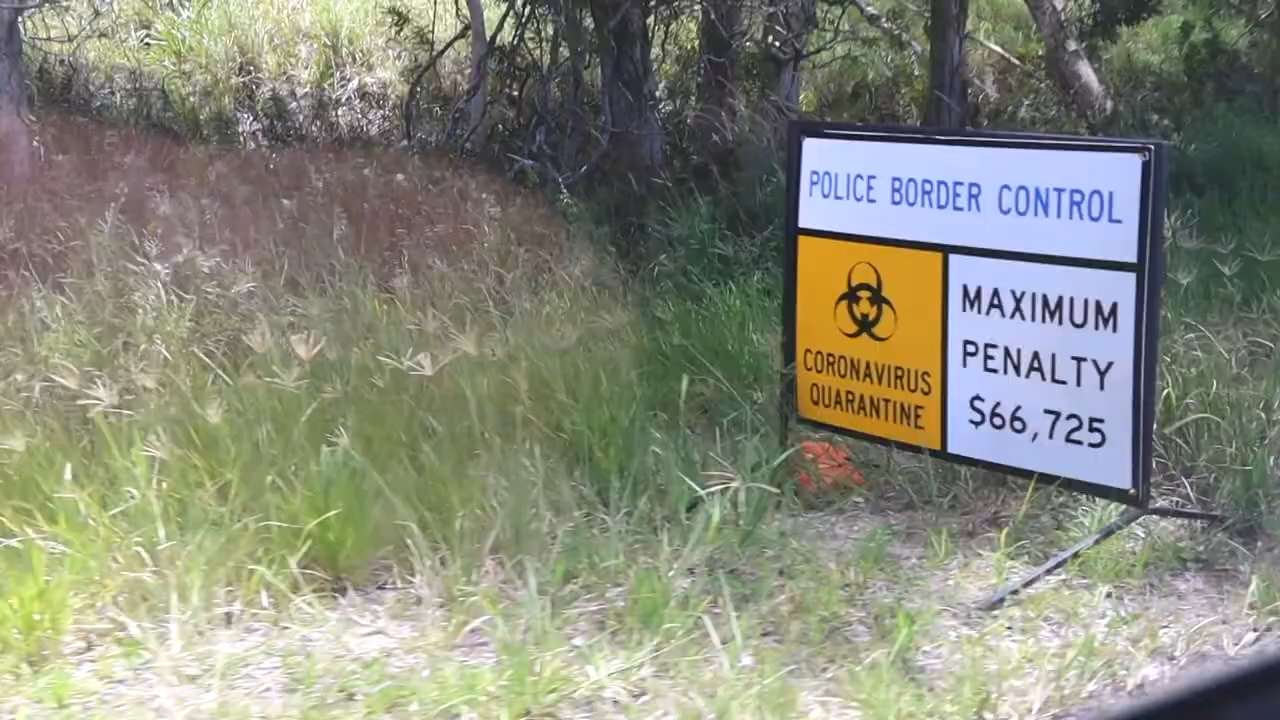 POLICE BORDER CONTROL
CORONAVIRUS
QUARANTINE
MAXIMUM
PENALTY
$66,725